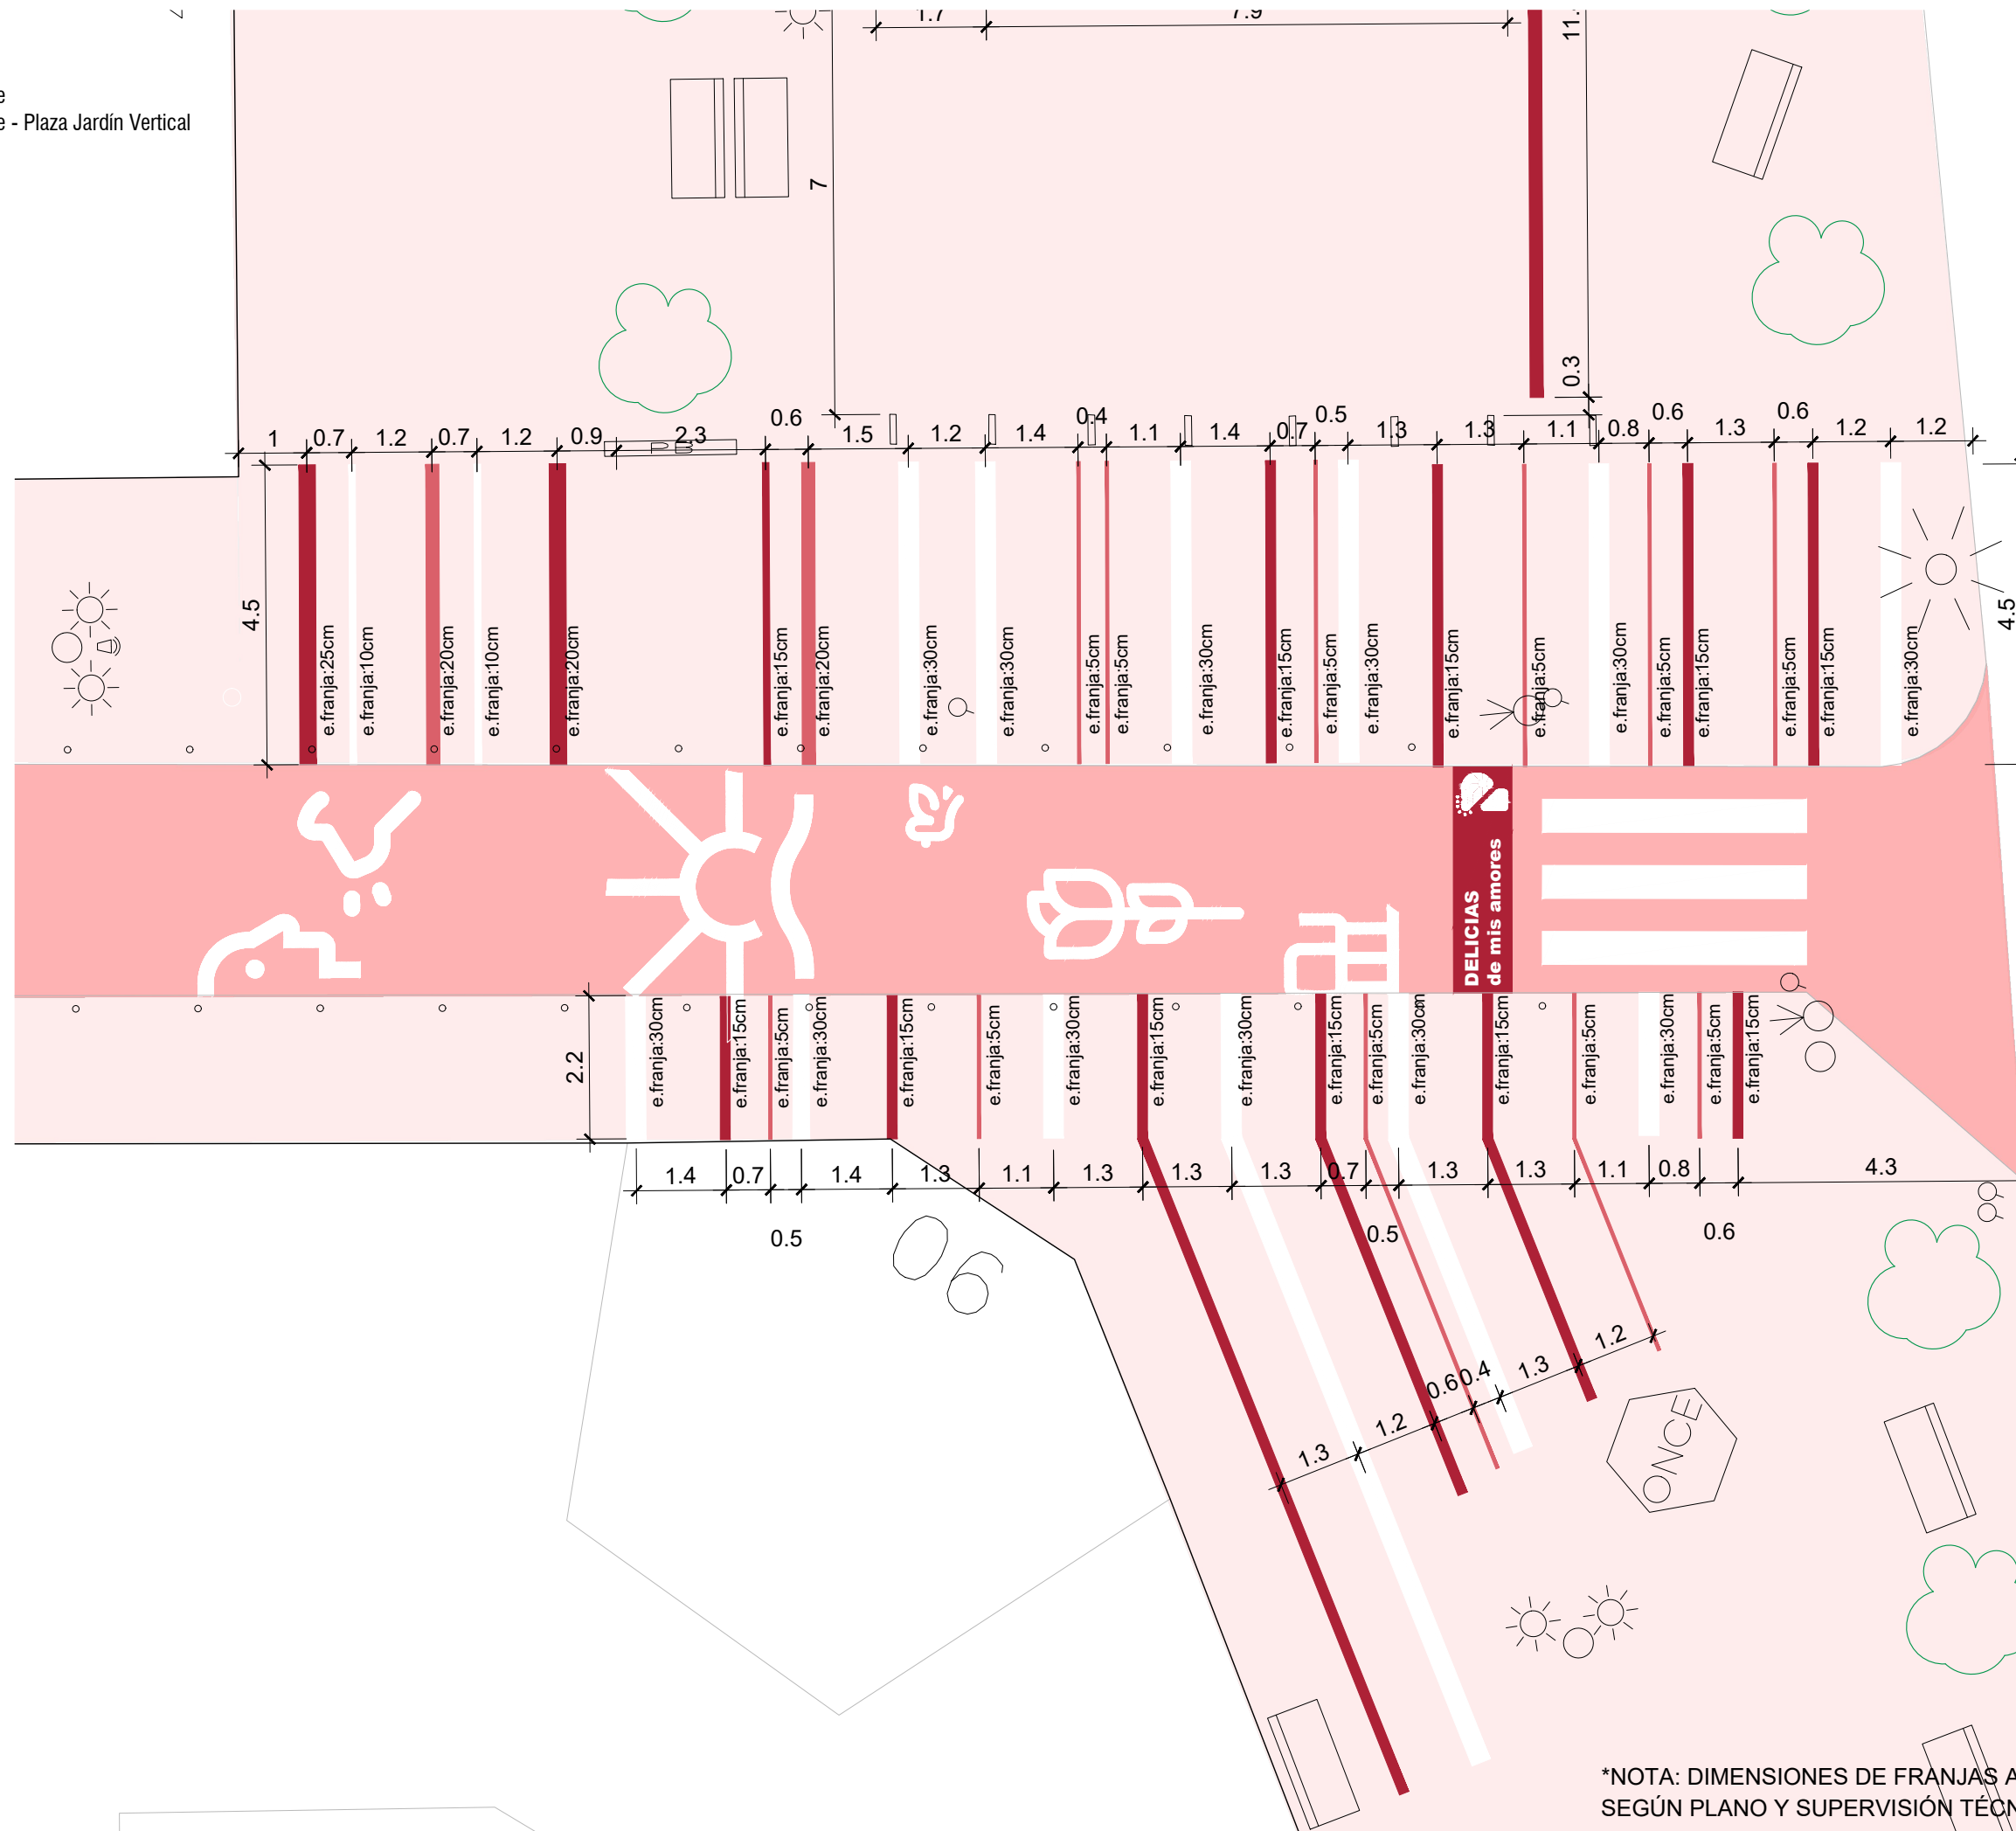 e
e - Plaza Jardín Vertical
1.7 7.9
7
0.3
1 0.7 1.2 0.7 1.2 0.9 2.3 0.6 1.5 1.2 1.4 0.4 1.1 1.4 0.7 0.5 1.3 1.3 1.1 0.8 0.6 1.3 0.6 1.2 1.2
4.5
e.franja:25cm
e.franja:10cm
e.franja:20cm
e.franja:10cm
e.franja:20cm
e.franja:15cm
e.franja:20cm
e.franja:30cm
e.franja:30cm
e.franja:5cm
e.franja:5cm
e.franja:30cm
e.franja:15cm
e.franja:5cm
e.franja:30cm
e.franja:15cm
e.franja:5cm
e.franja:30cm
e.franja:5cm
e.franja:15cm
e.franja:5cm
e.franja:15cm
e.franja:30cm
4.5
DELICIAS
de mis amores
2.2
e.franja:30cm
e.franja:15cm
e.franja:5cm
e.franja:30cm
e.franja:15cm
e.franja:5cm
e.franja:30cm
e.franja:15cm
e.franja:30cm
e.franja:15cm
e.franja:5cm
e.franja:30cm
e.franja:15cm
e.franja:5cm
e.franja:30cm
e.franja:5cm
e.franja:15cm
1.4 0.7 1.4 1.3 1.1 1.3 1.3 1.3 0.7 1.3 1.3 1.1 0.8 4.3
0.5 0.5 0.6
06
1.3 1.2 0.6 0.4 1.3 1.2
ONCE
*NOTA: DIMENSIONES DE FRANJAS A
SEGÚN PLANO Y SUPERVISIÓN TÉCN